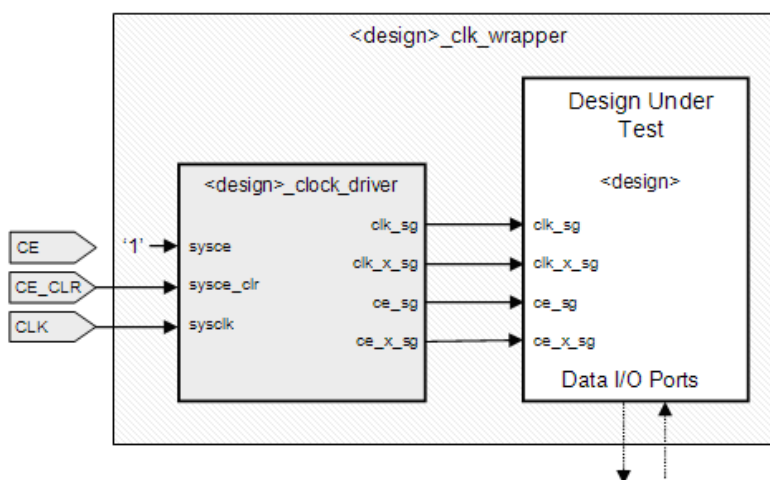 <design>_clk_wrapper
Design Under
Test
<design>
<design>_clock_driver
clk_sg
clk_sg
CE
'1'
sysce
clk_x_sg
clk_x_sg
CE_CLR
sysce_clr
ce_sg
ce_sg
CLK
sysclk
ce_x_sg
ce_x_sg
Data I/O Ports